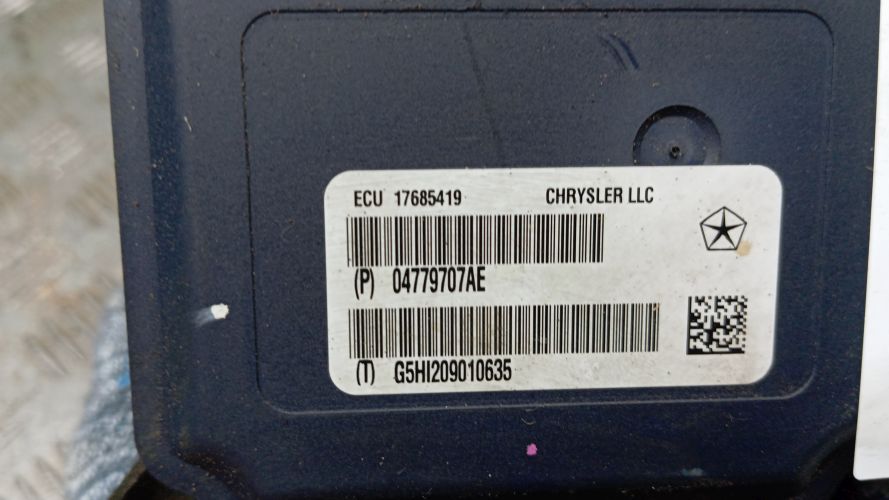 ECU 17685419 CHRYSLER LLC
(P) 04779707AE
(T) G5HI209010635